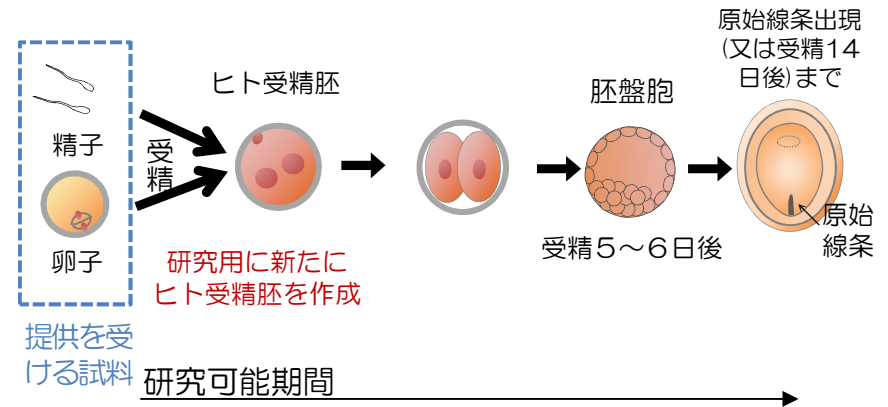 精子
卵子
提供を受
ける試料
受精
ヒト受精胚
研究用に新たに
ヒト受精胚を作成
胚盤胞
受精５～６日後
原始線条出現
(又は受精14
日後)まで
原始
線条
研究可能期間